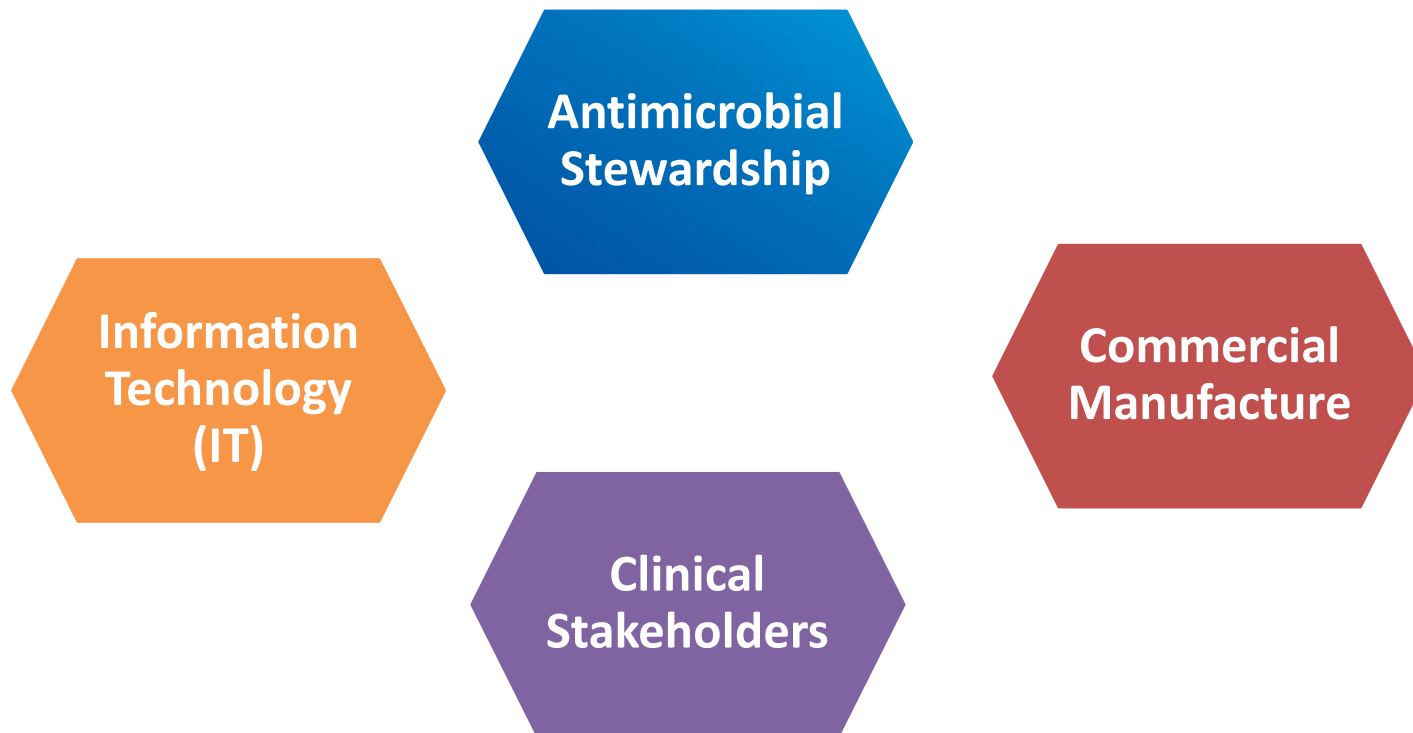 Antimicrobial
Stewardship
Information
Technology
(IT)
Commercial
Manufacture
Clinical
Stakeholders